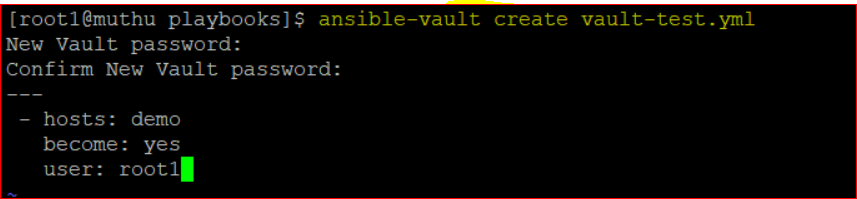 [root1@muthu playbooks]$ ansible-vault create vault-test.yml
New Vault password:
Confirm New Vault password:
---
 - hosts: demo
   become: yes
   user: root1
~